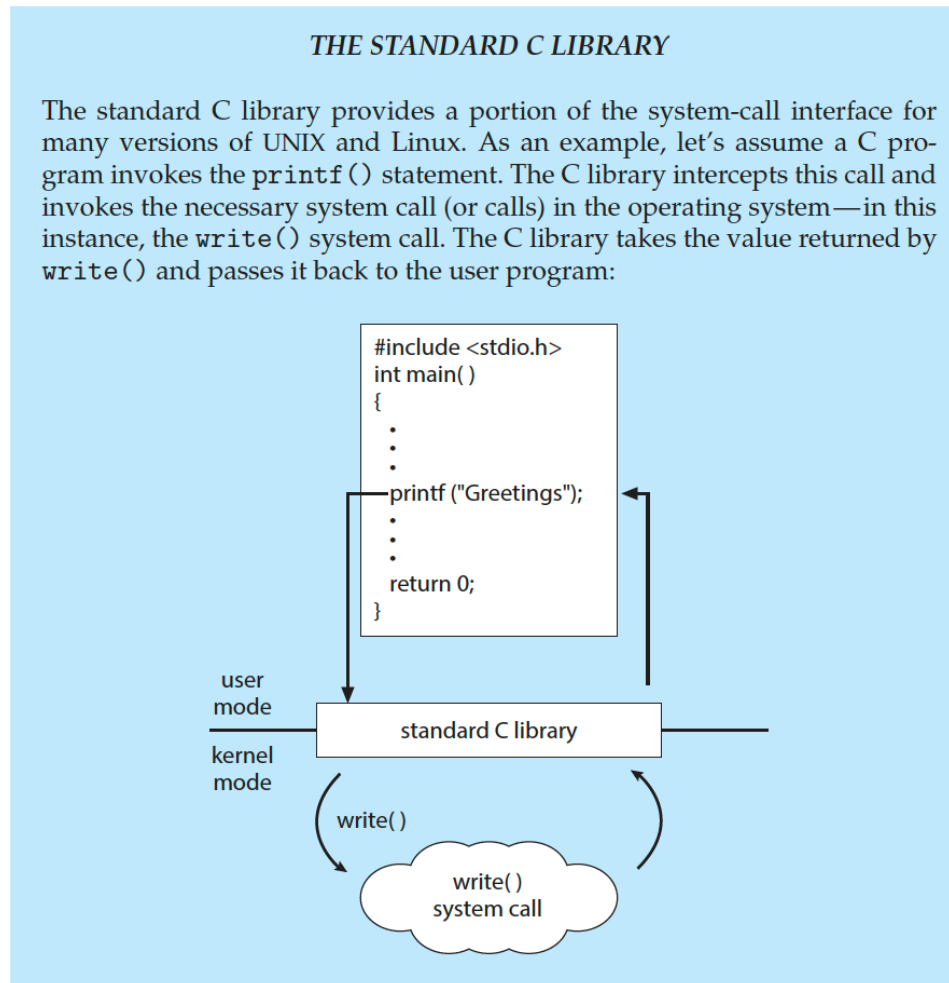 THE STANDARD C LIBRARY
The standard C library provides a portion of the system-call interface for
many versions of UNIX and Linux. As an example, let's assume a C pro-
gram invokes the printf() statement. The C library intercepts this call and
invokes the necessary system call (or calls) in the operating system—in this
instance, the write() system call. The C library takes the value returned by
write() and passes it back to the user program:
#include <stdio.h>
int main( )
{
•
•
•
printf ("Greetings");
•
•
•
return 0;
}
user
mode
standard C library
kernel
mode
write( )
write( )
system call